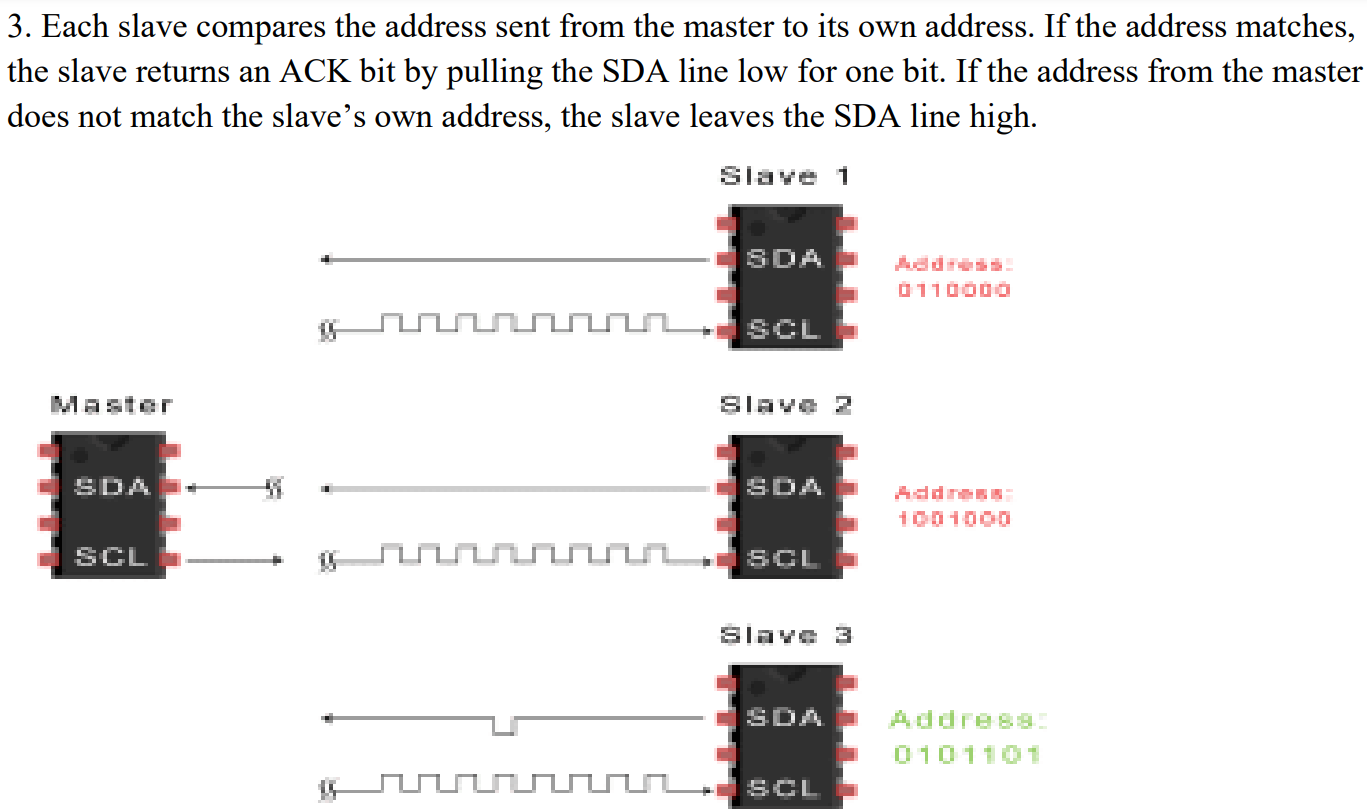 3. Each slave compares the address sent from the master to its own address. If the address matches,
the slave returns an ACK bit by pulling the SDA line low for one bit. If the address from the master
does not match the slave’s own address, the slave leaves the SDA line high.
Slave 1
SDA
Address:
0110000
SCL
Master
Slave 2
SDA
SDA
Address:
1001000
SCL
SCL
Slave 3
SDA
Address:
0101101
SCL